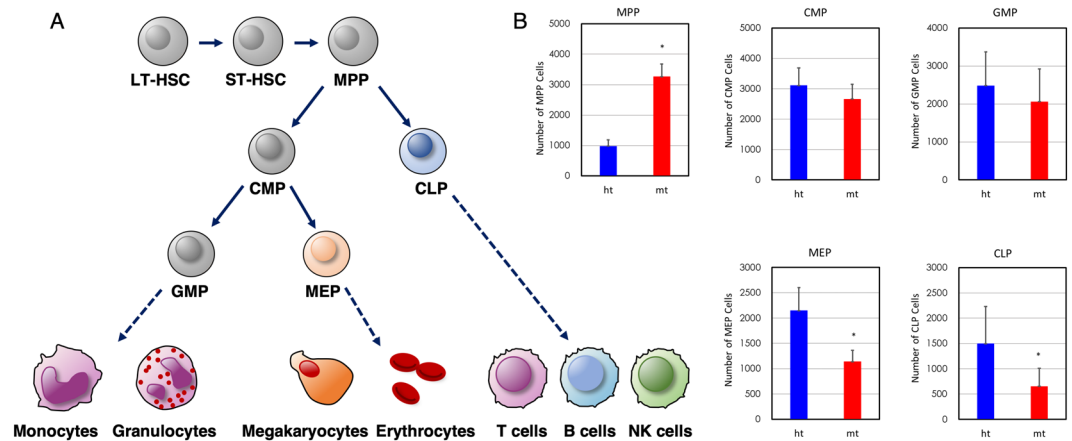 A
LT-HSC
ST-HSC
MPP
CMP
CLP
GMP
MEP
Monocytes
Granulocytes
Megakaryocytes
Erythrocytes
T cells
B cells
NK cells
B
MPP
Number of MPP Cells
5000
4000
3000
2000
1000
0
*
ht
mt
CMP
Number of CMP Cells
5000
4000
3000
2000
1000
0
ht
mt
GMP
Number of GMP Cells
4000
3000
2000
1000
0
ht
mt
MEP
Number of MEP Cells
3000
2500
2000
1500
1000
500
0
*
ht
mt
CLP
Number of CLP Cells
3000
2500
2000
1500
1000
500
0
*
ht
mt